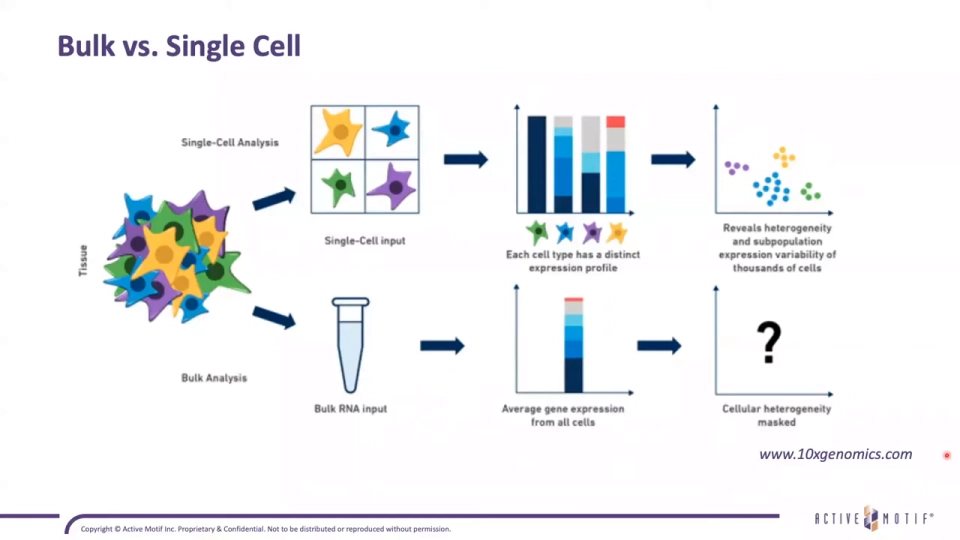 Bulk vs. Single Cell
Tissue
Single-Cell Analysis
Single-Cell input
Each cell type has a distinct
expression profile
Reveals heterogeneity
and subpopulation
expression variability of
thousands of cells
Bulk Analysis
Bulk RNA input
Average gene expression
from all cells
?
Cellular heterogeneity
masked
www.10xgenomics.com
Copyright © Active Motif Inc. Proprietary & Confidential. Not to be distributed or reproduced without permission.
ACTIVE MOTIF®